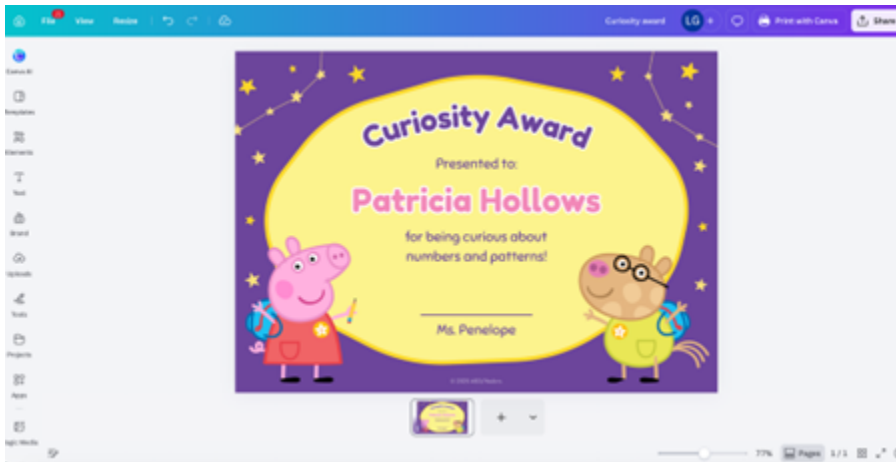 File View Resize
Curiosity award LG + Print with Canva Share
Canva AI
Templates
Elements
Text
Brand
Uploads
Tools
Projects
Apps
Magic Media
Curiosity Award
Presented to:
Patricia Hollows
for being curious about
numbers and patterns!
Ms. Penelope
77% Pages 1/1